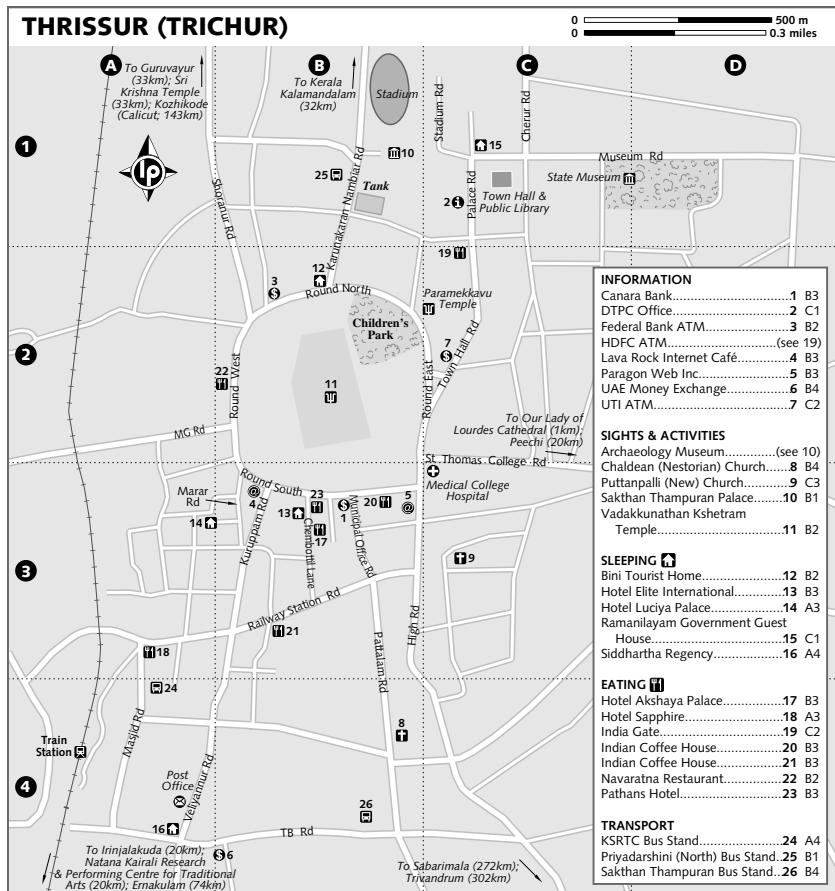 THRISSUR (TRICHUR)
0 500 m
0 0.3 miles
A
B
C
D
1
2
3
4
To Guruvayur
(33km); Sri
Krishna Temple
(33km); Kozhikode
(Calicut; 143km)
To Kerala
Kalamandalam
(32km)
Stadium
Stadium Rd
Cherur Rd
lp
10
15
Museum Rd
25
State Museum
Tank
Palace Rd
Town Hall &
Public Library
2
Shoranur Rd
Karunakaran Nambiar Rd
19
12
3
Round North
Paramekkavu
Temple
Children's
Park
7
Town Hall Rd
22
Round West
11
Round East
MG Rd
To Our Lady of
Lourdes Cathedral (1km);
Peechi (20km)
St Thomas College Rd
Medical College
Hospital
Round South
Marar
Rd
4
23
13
1
20
5
14
17
Kuruppam Rd
Chembottil Lane
Municipal Office Rd
9
Railway Station Rd
21
18
High Rd
Pattalam Rd
24
Masjid Rd
8
Train
Station
Post
Office
Veliyannur Rd
26
16
TB Rd
6
To Irinjalakuda (20km);
Natana Kairali Research
& Performing Centre for Traditional
Arts (20km); Ernakulam (74km)
To Sabarimala (272km);
Trivandrum (302km)
INFORMATION
Canara Bank 1 B3
DTPC Office 2 C1
Federal Bank ATM 3 B2
HDFC ATM (see 19)
Lava Rock Internet Café 4 B3
Paragon Web Inc 5 B3
UAE Money Exchange 6 B4
UTI ATM 7 C2
SIGHTS & ACTIVITIES
Archaeology Museum (see 10)
Chaldean (Nestorian) Church 8 B4
Puttanpalli (New) Church 9 C3
Sakthan Thampuran Palace 10 B1
Vadakkunathan Kshetram
Temple 11 B2
SLEEPING
Bini Tourist Home 12 B2
Hotel Elite International 13 B3
Hotel Luciya Palace 14 A3
Ramanilayam Government Guest
House 15 C1
Siddhartha Regency 16 A4
EATING
Hotel Akshaya Palace 17 B3
Hotel Sapphire 18 A3
India Gate 19 C2
Indian Coffee House 20 B3
Indian Coffee House 21 B3
Navaratna Restaurant 22 B2
Pathans Hotel 23 B3
TRANSPORT
KSRTC Bus Stand 24 A4
Priyadarshini (North) Bus Stand 25 B1
Sakthan Thampuran Bus Stand 26 B4